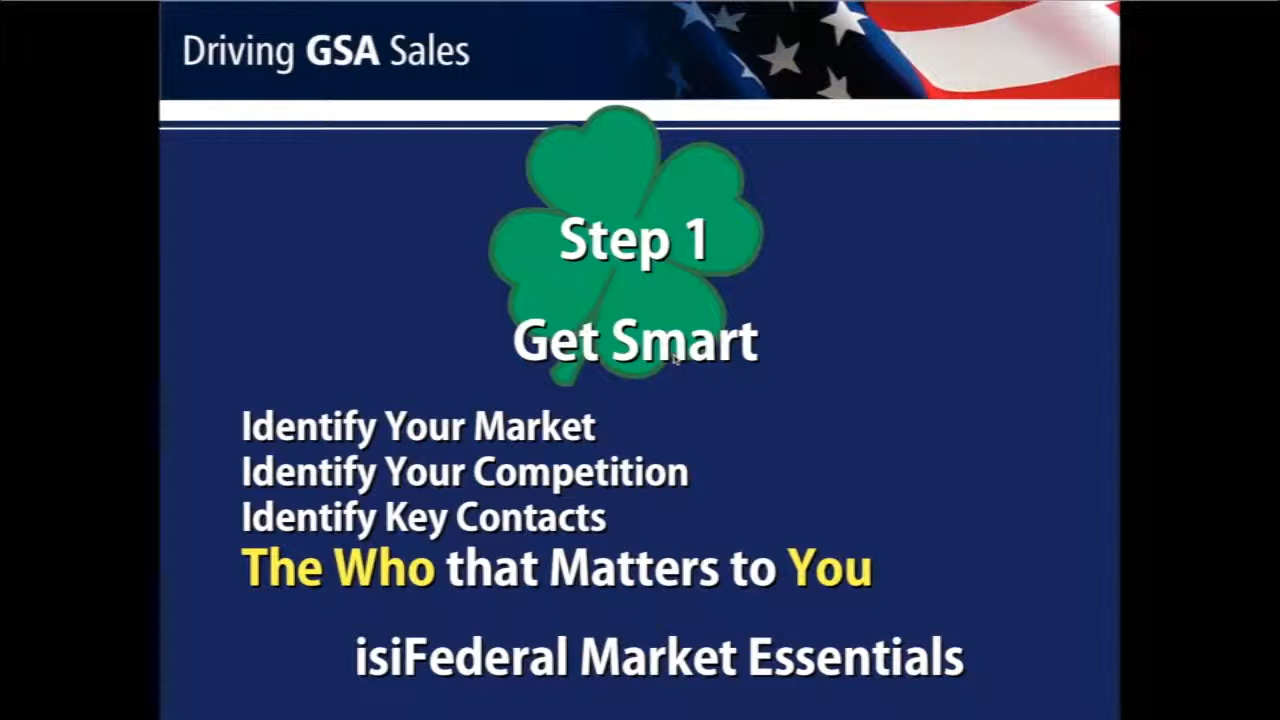 Driving GSA Sales
Step 1
Get Smart
Identify Your Market
Identify Your Competition
Identify Key Contacts
The Who that Matters to You
isiFederal Market Essentials